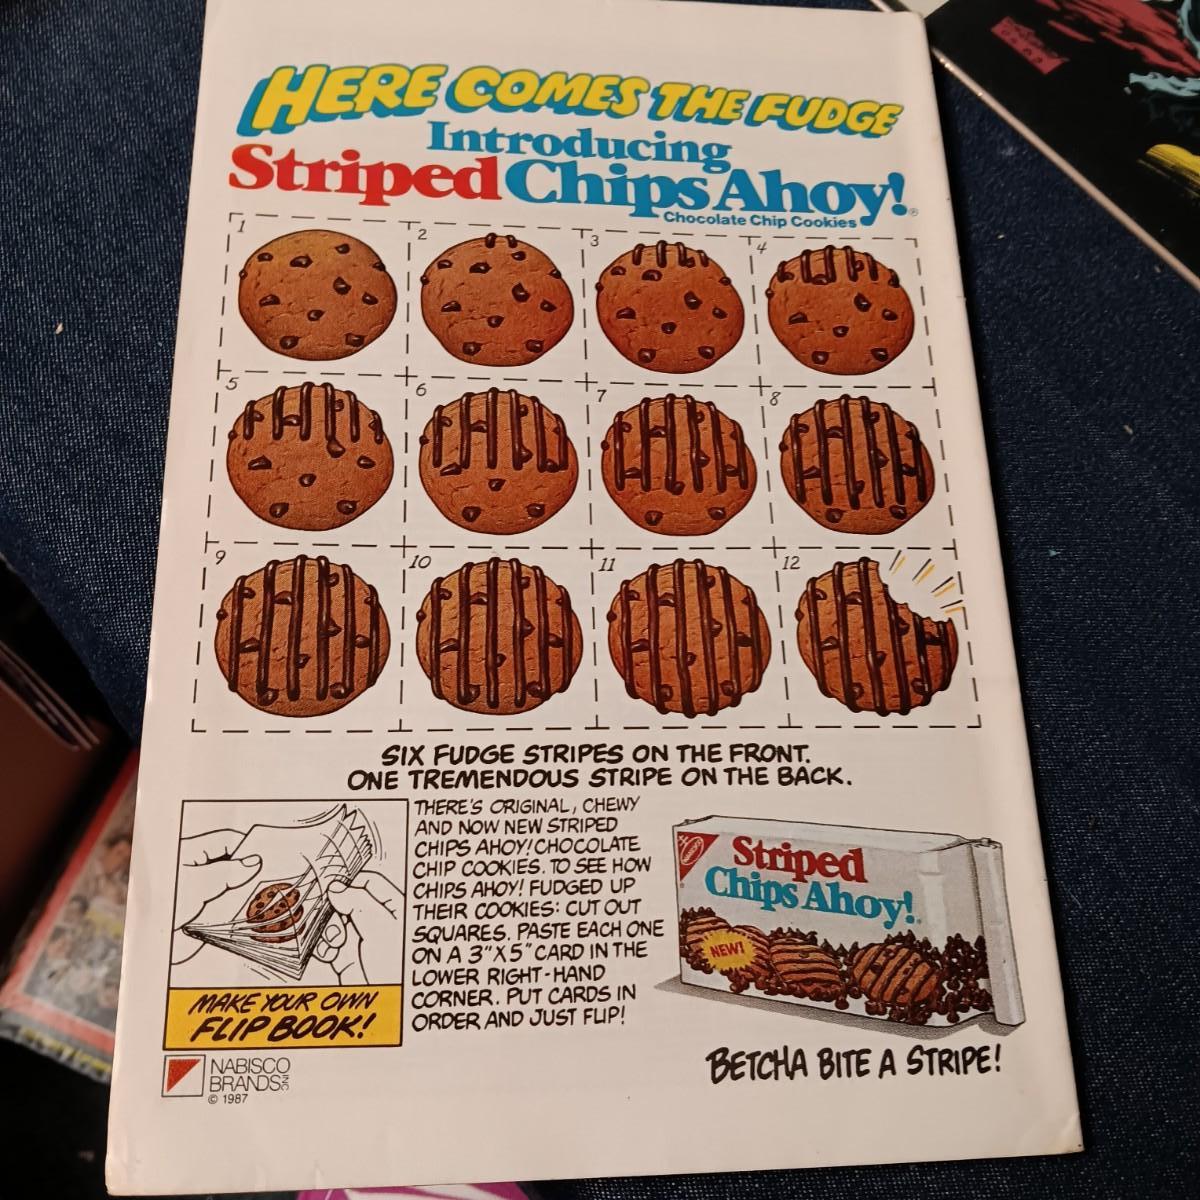 HERE COMES THE FUDGE
Introducing
Striped Chips Ahoy!®
Chocolate Chip Cookies
1
2
3
4
5
6
7
8
9
10
11
12
SIX FUDGE STRIPES ON THE FRONT.
ONE TREMENDOUS STRIPE ON THE BACK.
THERE'S ORIGINAL, CHEWY
AND NOW NEW STRIPED
CHIPS AHOY! CHOCOLATE
CHIP COOKIES. TO SEE HOW
CHIPS AHOY! FUDGED UP
THEIR COOKIES: CUT OUT
SQUARES. PASTE EACH ONE
ON A 3"X5" CARD IN THE
LOWER RIGHT-HAND
CORNER. PUT CARDS IN
ORDER AND JUST FLIP!
MAKE YOUR OWN
FLIP BOOK!
NABISCO
Striped
Chips Ahoy!
NEW!
BETCHA BITE A STRIPE!
NABISCO
BRANDS INC
© 1987